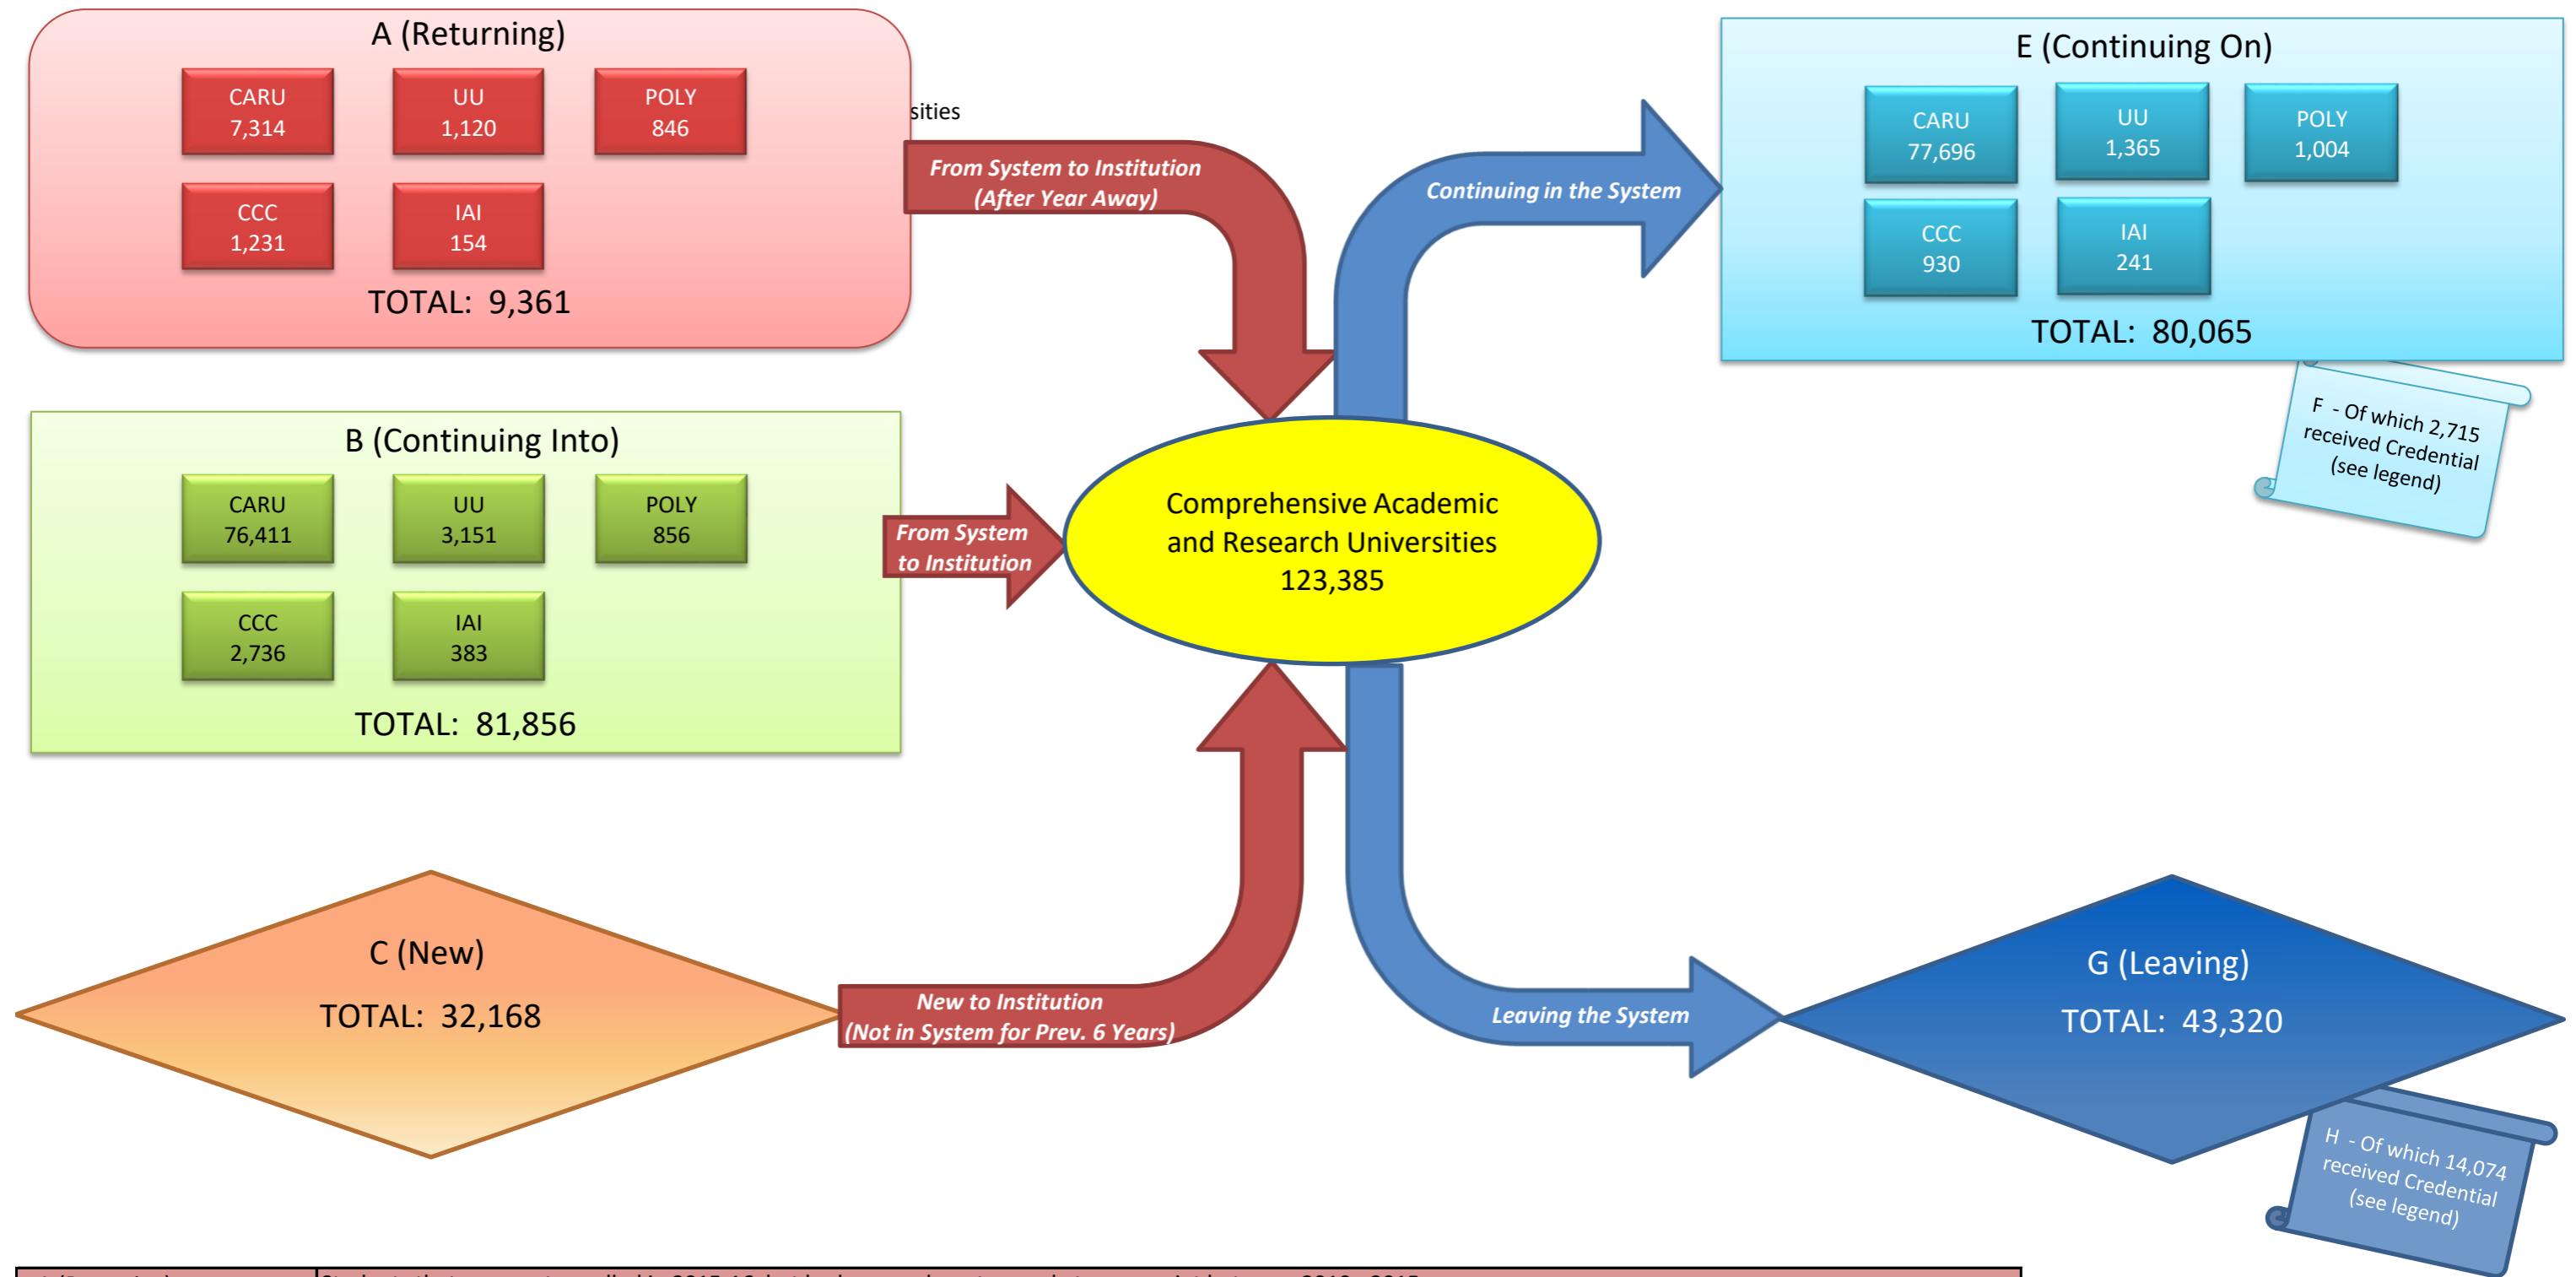 A (Returning)
CARU
7,314
UU
1,120
POLY
846
CCC
1,231
IAI
154
TOTAL: 9,361
sities
From System to Institution
(After Year Away)
Continuing in the System
E (Continuing On)
CARU
77,696
UU
1,365
POLY
1,004
CCC
930
IAI
241
TOTAL: 80,065
F - Of which 2,715
received Credential
(see legend)
B (Continuing Into)
CARU
76,411
UU
3,151
POLY
856
CCC
2,736
IAI
383
TOTAL: 81,856
From System
to Institution
Comprehensive Academic
and Research Universities
123,385
C (New)
TOTAL: 32,168
New to Institution
(Not in System for Prev. 6 Years)
Leaving the System
G (Leaving)
TOTAL: 43,320
H - Of which 14,074
received Credential
(see legend)